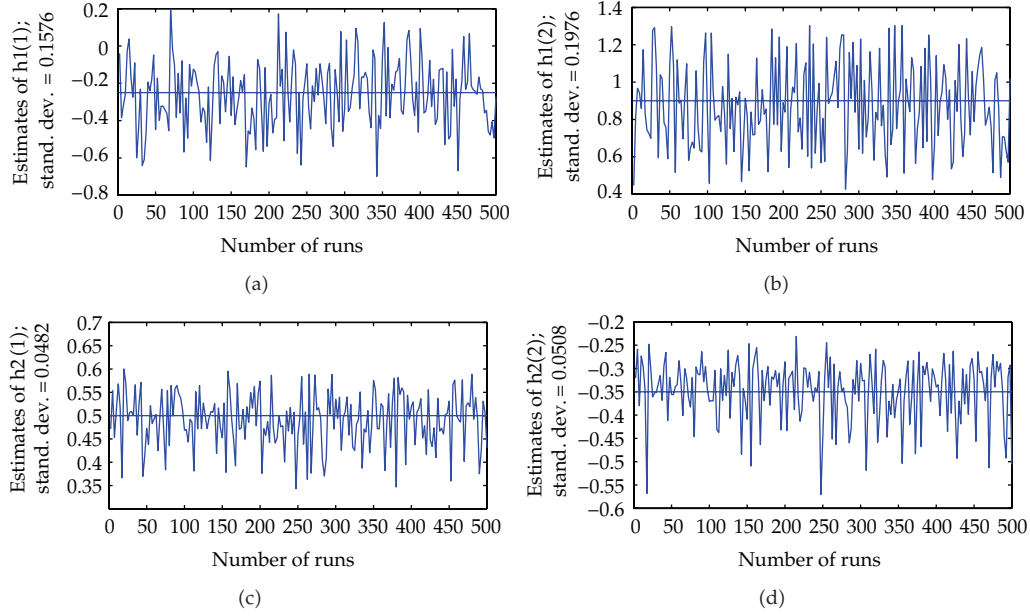 Estimates of h1(1);
stand. dev. = 0.1576
0.2
0
−0.2
−0.4
−0.6
−0.8
0 50 100 150 200 250 300 350 400 450 500
Number of runs
(a)
Estimates of h1(2);
stand. dev. = 0.1976
1.4
1.2
1
0.8
0.6
0.4
0 50 100 150 200 250 300 350 400 450 500
Number of runs
(b)
Estimates of h2 (1);
stand. dev. = 0.0482
0.7
0.65
0.6
0.55
0.5
0.45
0.4
0.35
0 50 100 150 200 250 300 350 400 450 500
Number of runs
(c)
Estimates of h2(2);
stand. dev. = 0.0508
−0.2
−0.25
−0.3
−0.35
−0.4
−0.45
−0.5
−0.55
−0.6
0 50 100 150 200 250 300 350 400 450 500
Number of runs
(d)